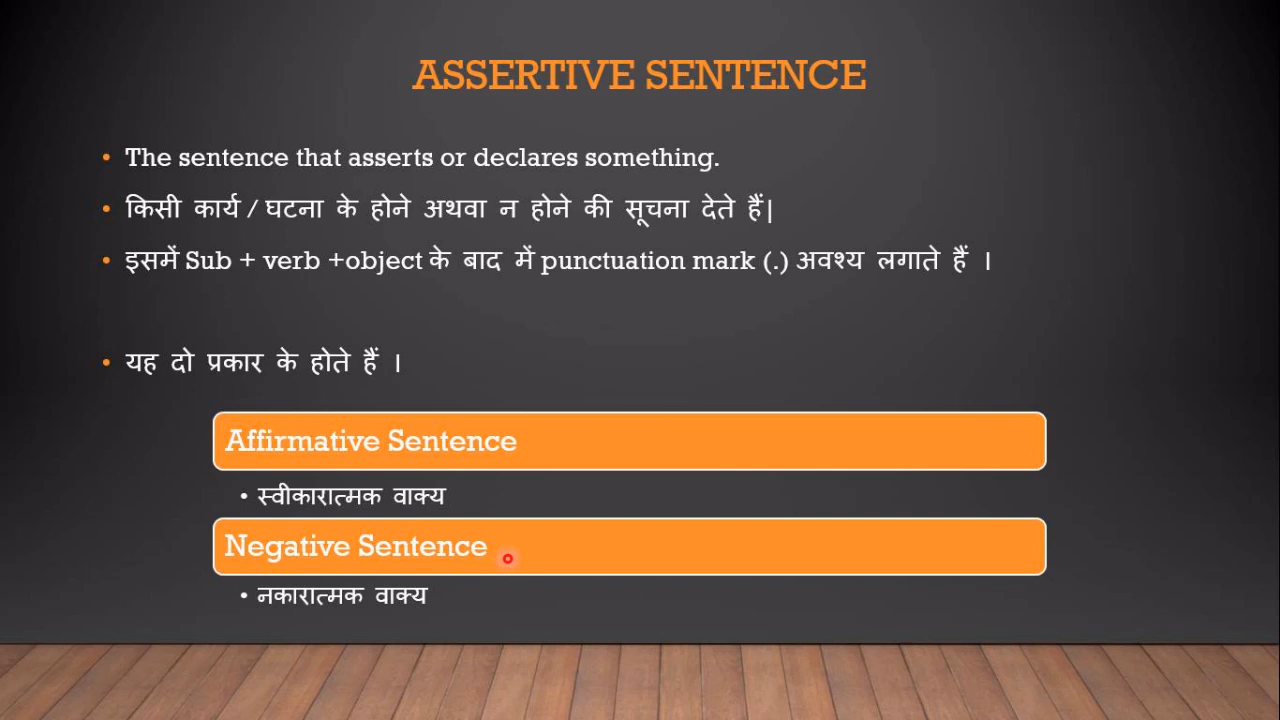 ASSERTIVE SENTENCE
• The sentence that asserts or declares something.
• किसी कार्य / घटना के होने अथवा न होने की सूचना देते हैं|
• इसमें Sub + verb +object के बाद में punctuation mark (.) अवश्य लगाते हैं ।
• यह दो प्रकार के होते हैं ।
Affirmative Sentence
• स्वीकारात्मक वाक्य
Negative Sentence
• नकारात्मक वाक्य